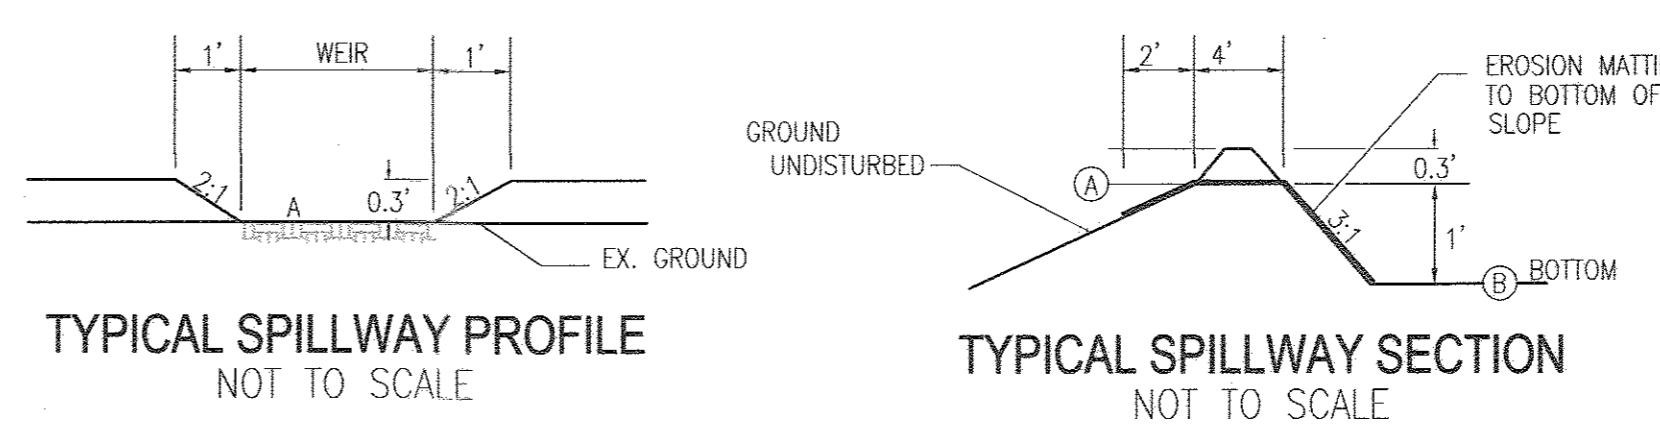 1' WEIR 1'
2:1 A 0.3' 2:1
EX. GROUND
TYPICAL SPILLWAY PROFILE
NOT TO SCALE
2' 4'
EROSION MATTI
TO BOTTOM OF
SLOPE
GROUND
UNDISTURBED
A
0.3'
3:1
1'
B BOTTOM
TYPICAL SPILLWAY SECTION
NOT TO SCALE